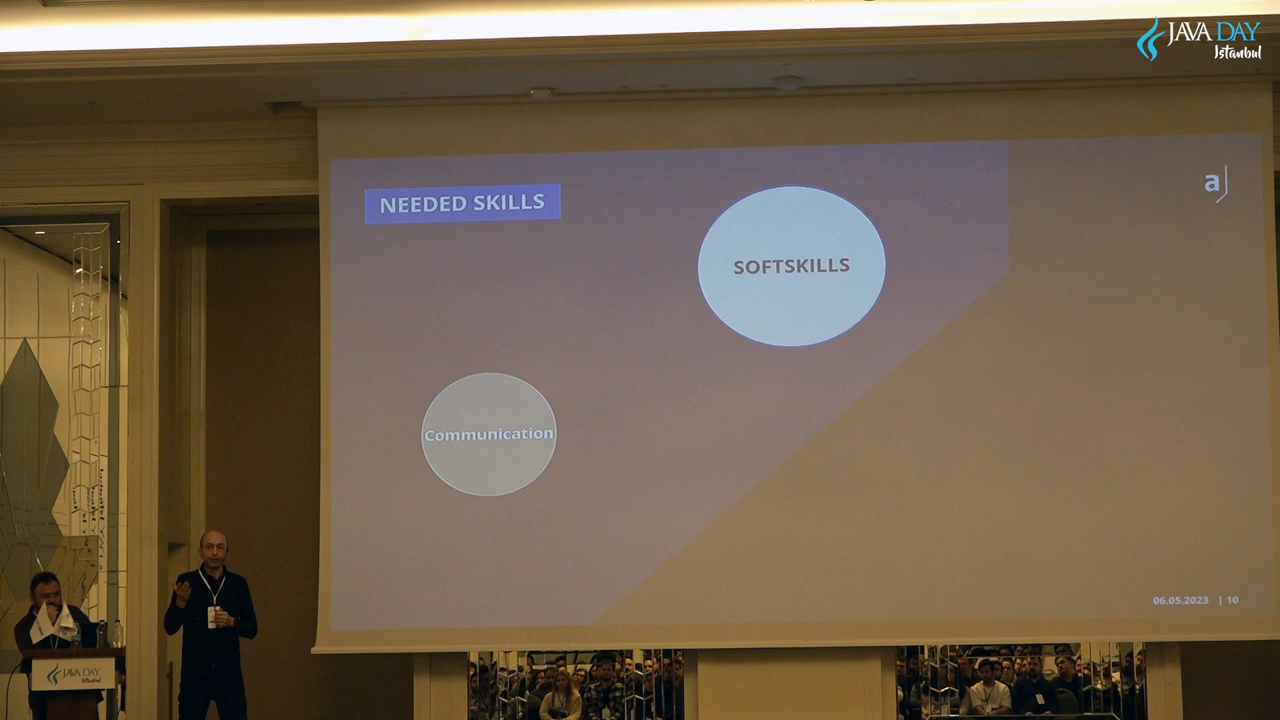 JAVA DAY
Istanbul
NEEDED SKILLS
a
SOFTSKILLS
Communication
06.05.2023 | 10
JAVA DAY
Istanbul